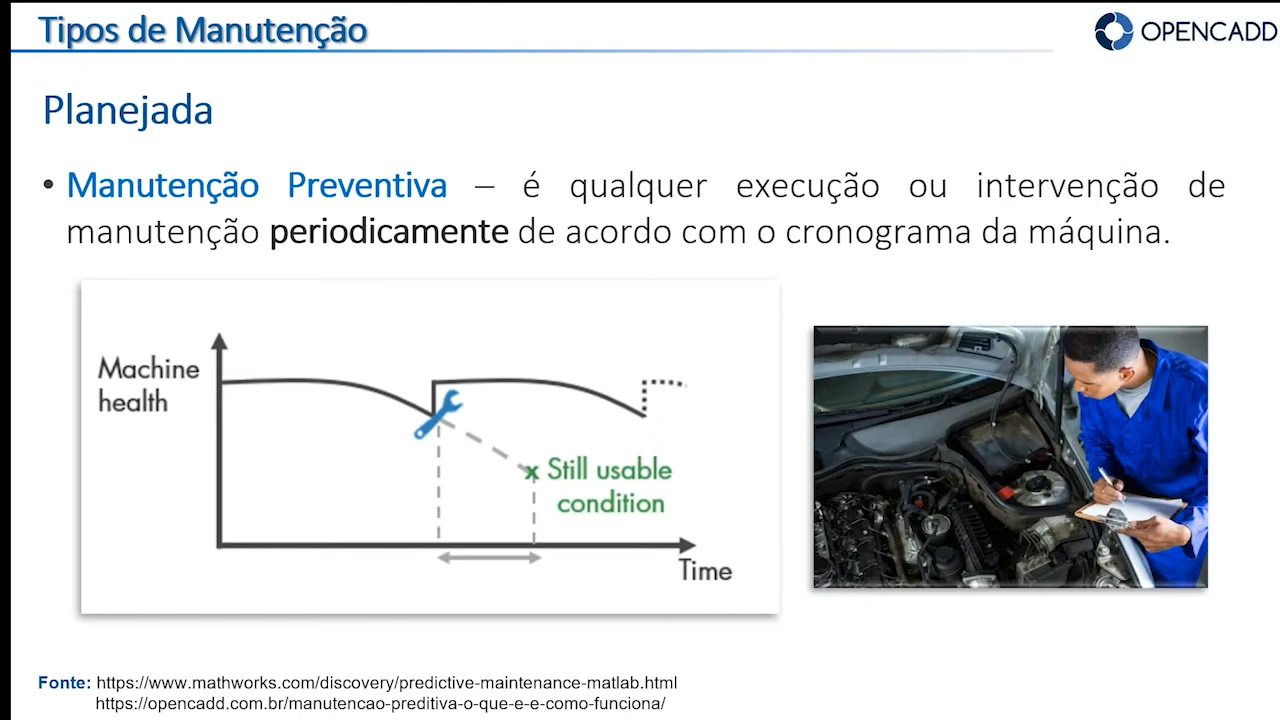 Tipos de Manutenção
OPENCADD
Planejada
• Manutenção Preventiva – é qualquer execução ou intervenção de
manutenção periodicamente de acordo com o cronograma da máquina.
Machine
health
x Still usable
condition
Time
Fonte: https://www.mathworks.com/discovery/predictive-maintenance-matlab.html
https://opencadd.com.br/manutencao-preditiva-o-que-e-e-como-funciona/